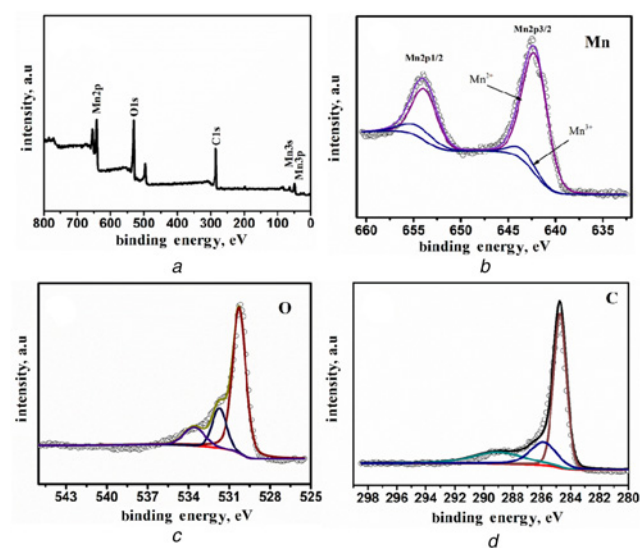 intensity, a.u
Mn2p
O1s
C1s
Mn3s
Mn3p
800 700 600 500 400 300 200 100 0
binding energy, eV
a
intensity, a.u
Mn2p1/2
Mn2p3/2
Mn
Mn²⁺
Mn³⁺
660 655 650 645 640 635
binding energy, eV
b
intensity, a.u
O
543 540 537 534 531 528 525
binding energy, eV
c
intensity, a.u
C
298 296 294 292 290 288 286 284 282 280
binding energy, eV
d